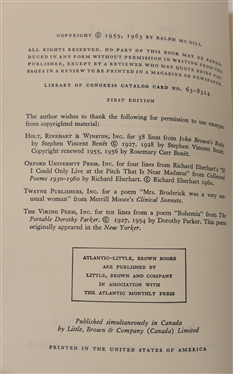 COPYRIGHT © 1959, 1963 BY RALPH MC GILL
ALL RIGHTS RESERVED. NO PART OF THIS BOOK MAY BE REPRO-
DUCED IN ANY FORM WITHOUT PERMISSION IN WRITING FROM THE
PUBLISHER, EXCEPT BY A REVIEWER WHO MAY QUOTE BRIEF PAS-
SAGES IN A REVIEW TO BE PRINTED IN A MAGAZINE OR NEWSPAPER.
LIBRARY OF CONGRESS CATALOG CARD NO. 63-8314
FIRST EDITION
The author wishes to thank the following for permission to use excerpts
from copyrighted material:
HOLT, RINEHART & WINSTON, INC. for 38 lines from John Brown's Body
by Stephen Vincent Benét © 1927, 1928 by Stephen Vincent Benét.
Copyright renewed 1955, 1956 by Rosemary Carr Benét.
OXFORD UNIVERSITY PRESS, INC. for four lines from Richard Eberhart's "If
I Could Only Live at the Pitch That Is Near Madness" from Collected
Poems 1930–1960 by Richard Eberhart. © Richard Eberhart 1960.
TWAYNE PUBLISHERS, INC. for a poem "Mrs. Broderick was a very un-
usual woman" from Merrill Moore's Clinical Sonnets.
THE VIKING PRESS, INC. for ten lines from a poem "Bohemia" from The
Portable Dorothy Parker. © 1927, 1954 by Dorothy Parker. This poem
originally appeared in the New Yorker.
ATLANTIC–LITTLE, BROWN BOOKS
ARE PUBLISHED BY
LITTLE, BROWN AND COMPANY
IN ASSOCIATION WITH
THE ATLANTIC MONTHLY PRESS
Published simultaneously in Canada
by Little, Brown & Company (Canada) Limited
PRINTED IN THE UNITED STATES OF AMERICA